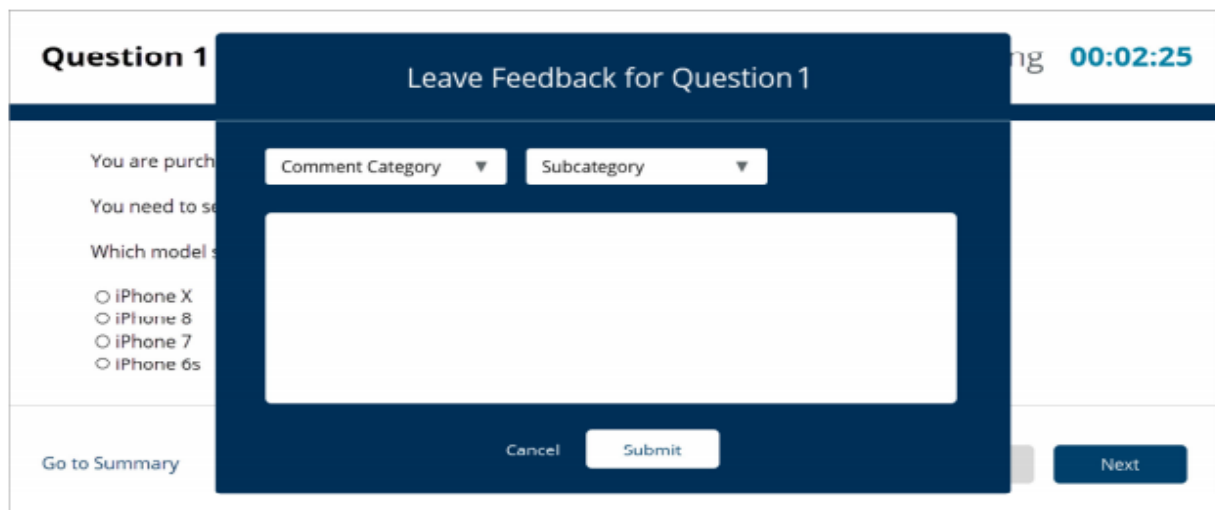 Question 1
ng 00:02:25
Leave Feedback for Question 1
You are purch
Comment Category Subcategory
You need to se
Which model s
iPhone X
iPhone 8
iPhone 7
iPhone 6s
Cancel Submit
Go to Summary
Next